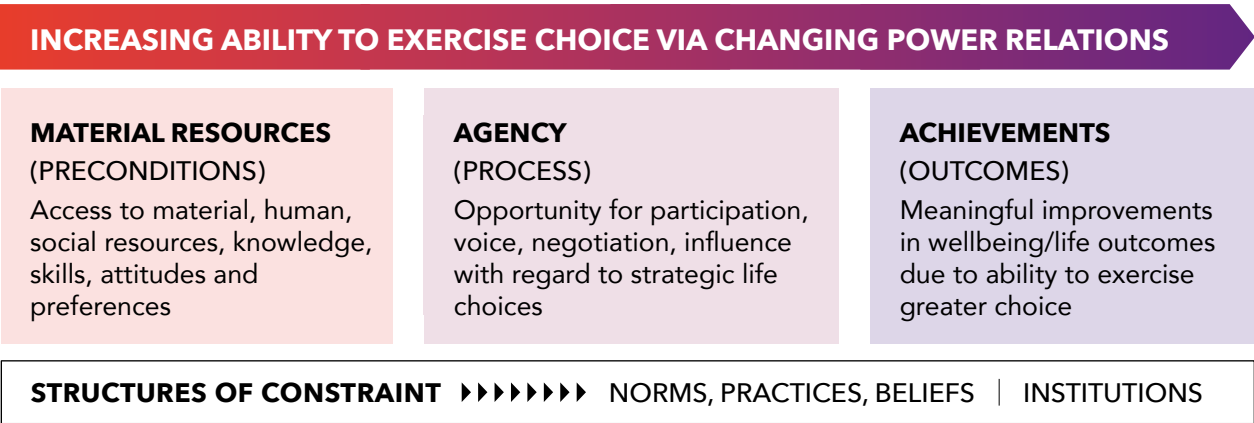 INCREASING ABILITY TO EXERCISE CHOICE VIA CHANGING POWER RELATIONS
MATERIAL RESOURCES
(PRECONDITIONS)
Access to material, human,
social resources, knowledge,
skills, attitudes and
preferences
AGENCY
(PROCESS)
Opportunity for participation,
voice, negotiation, influence
with regard to strategic life
choices
ACHIEVEMENTS
(OUTCOMES)
Meaningful improvements
in wellbeing/life outcomes
due to ability to exercise
greater choice
STRUCTURES OF CONSTRAINT NORMS, PRACTICES, BELIEFS | INSTITUTIONS